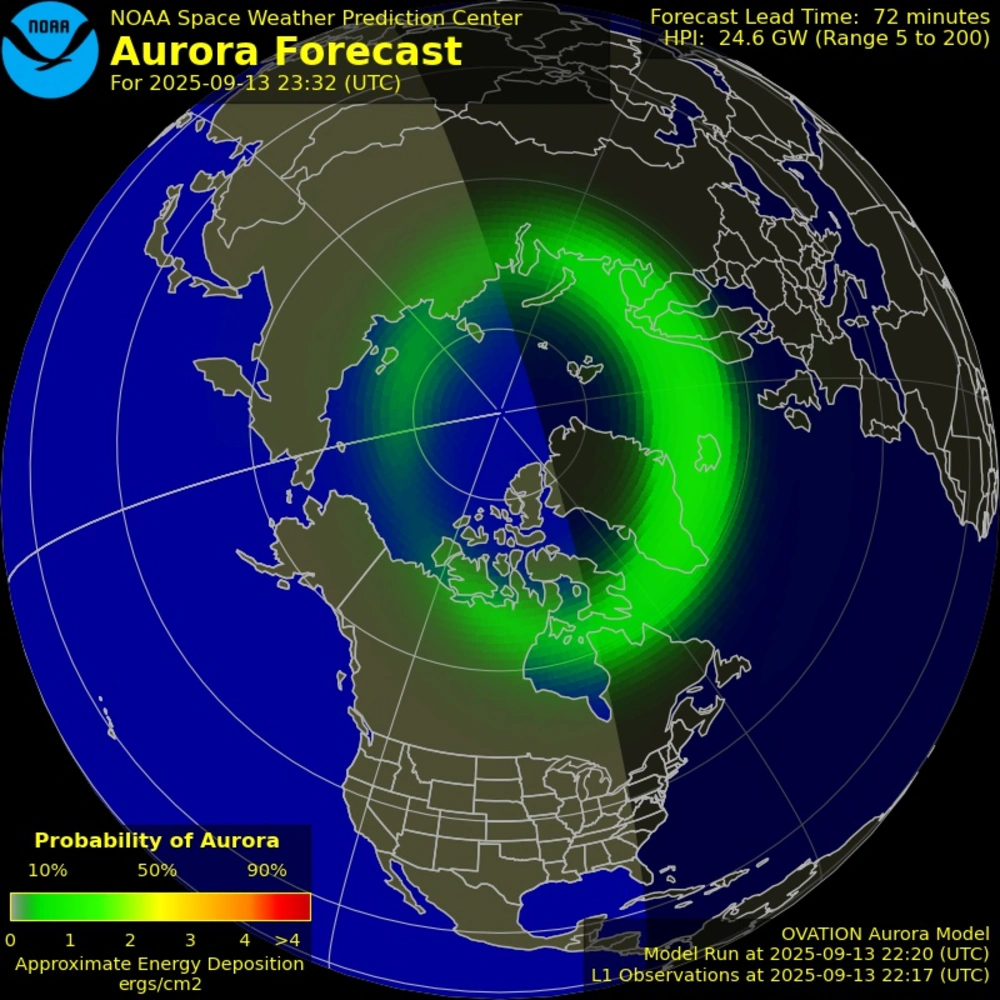 NOAA
NOAA Space Weather Prediction Center
Aurora Forecast
For 2025-09-13 23:32 (UTC)
Forecast Lead Time: 72 minutes
HPI: 24.6 GW (Range 5 to 200)
Probability of Aurora
10% 50% 90%
0 1 2 3 4 >4
Approximate Energy Deposition
ergs/cm2
OVATION Aurora Model
Model Run at 2025-09-13 22:20 (UTC)
L1 Observations at 2025-09-13 22:17 (UTC)